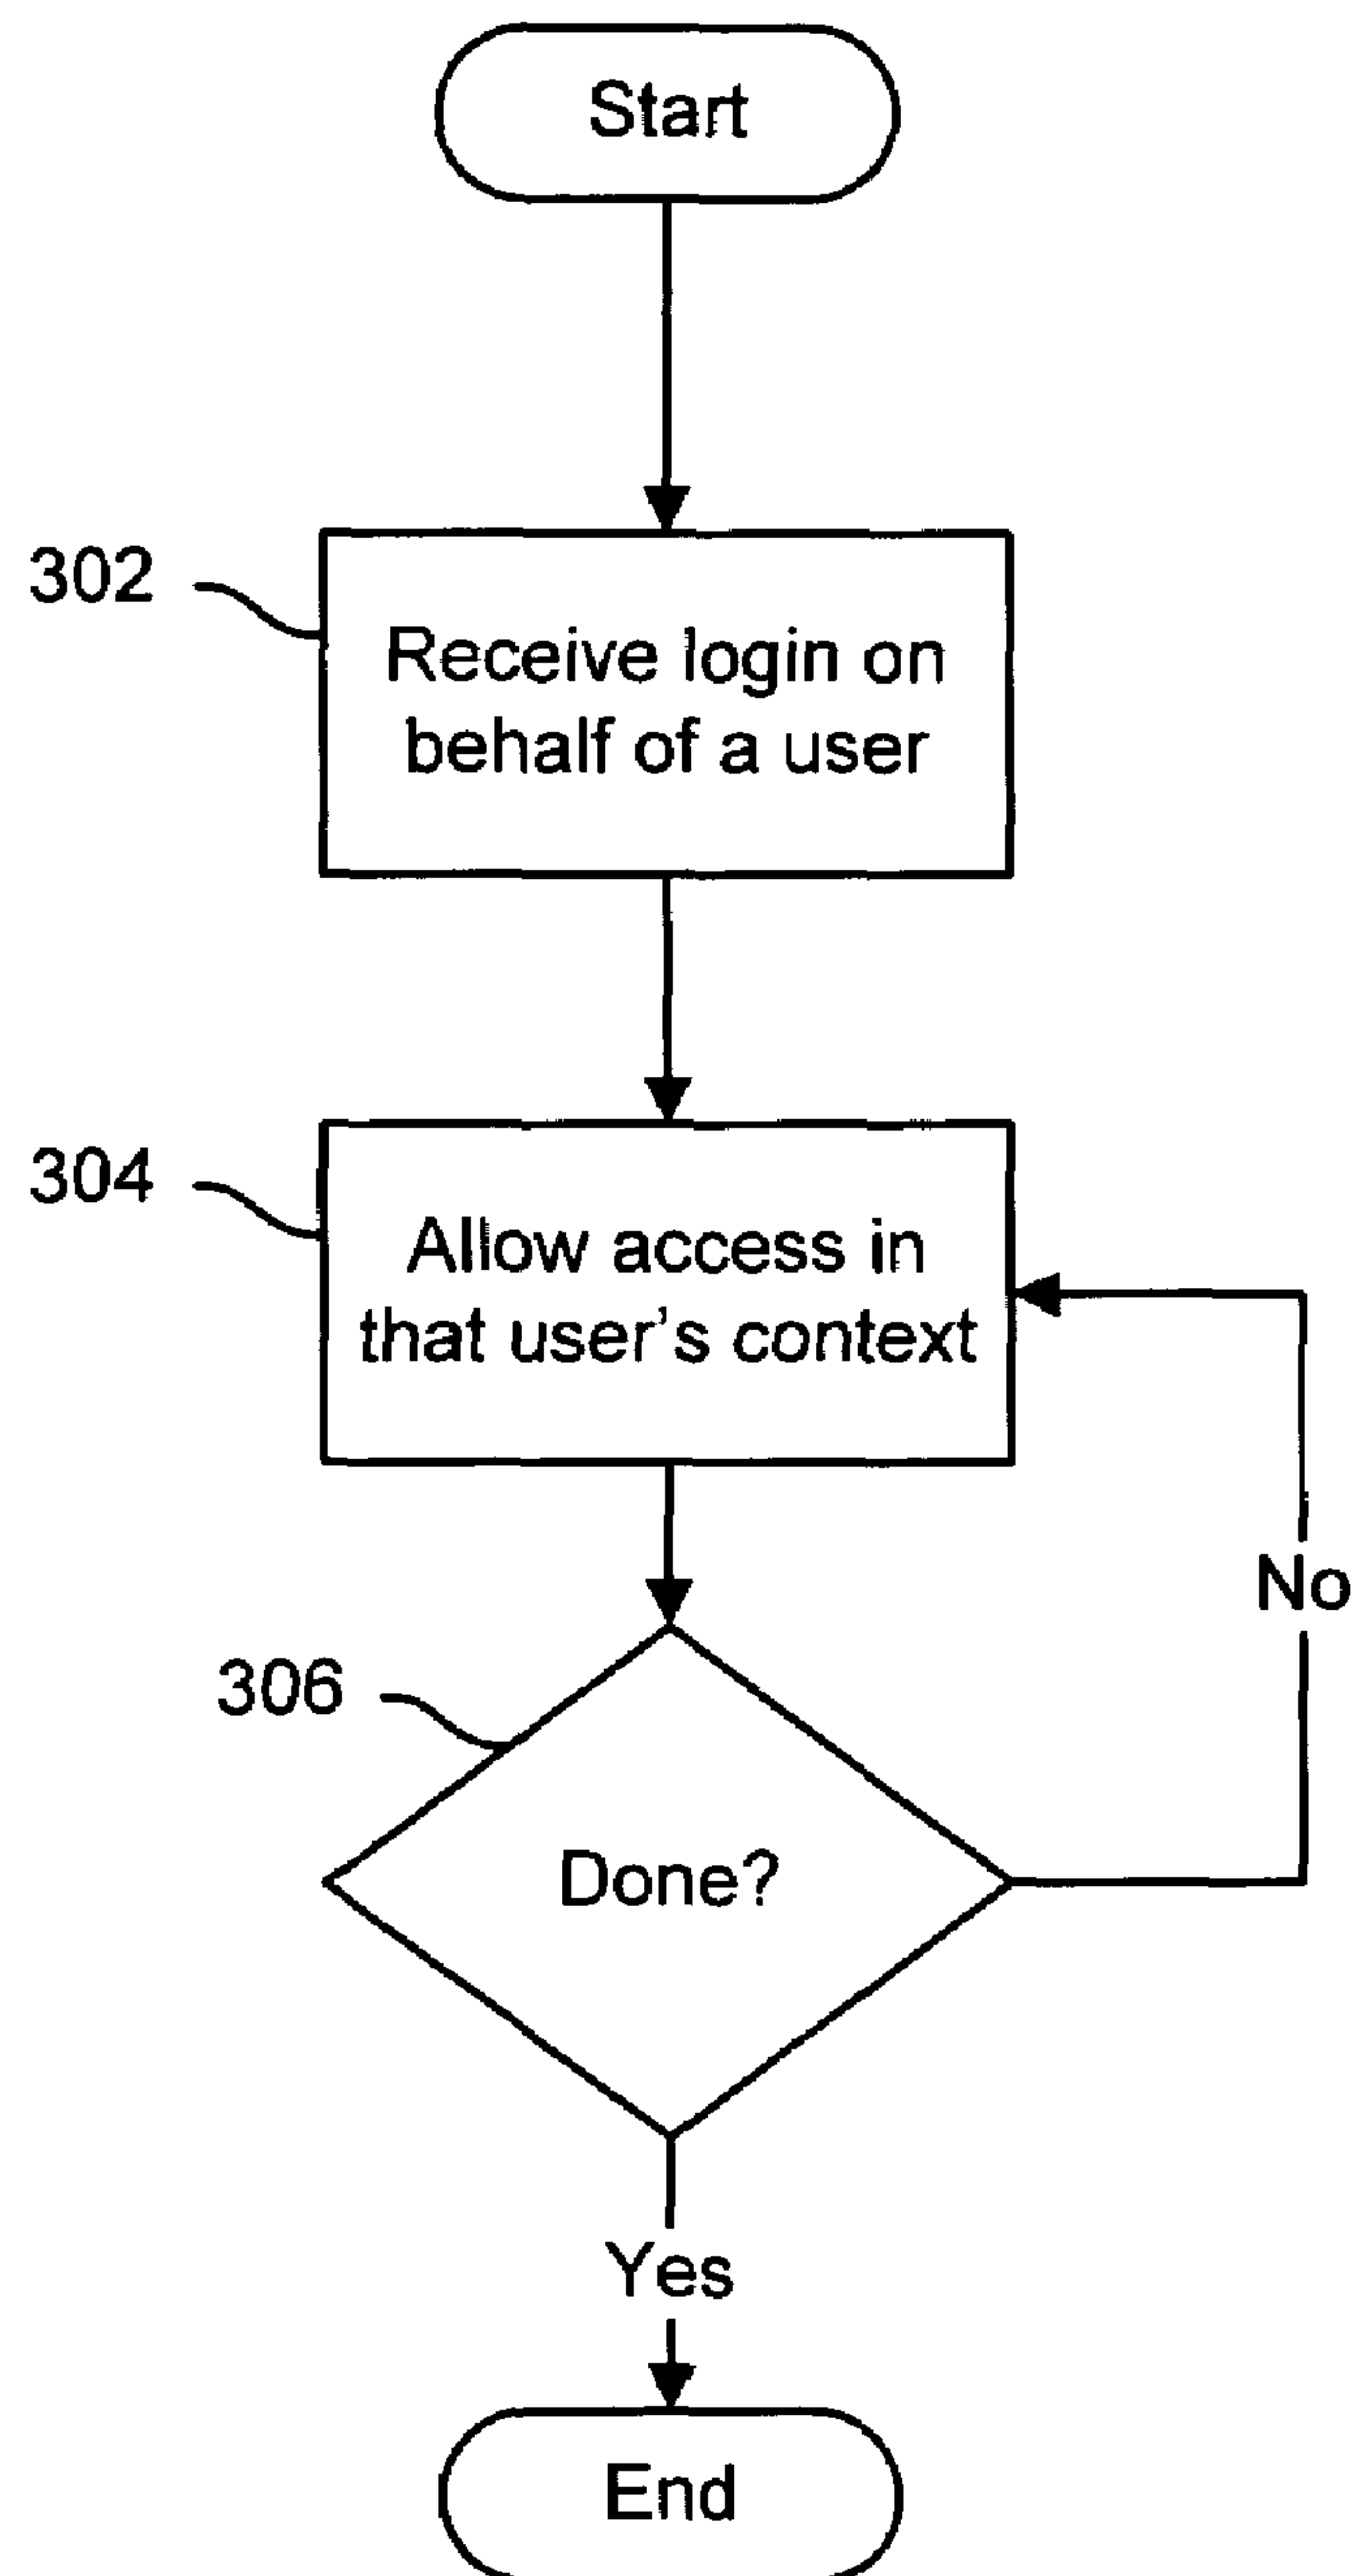 Start
302
Receive login on
behalf of a user
304
Allow access in
that user's context
No
306
Done?
Yes
End